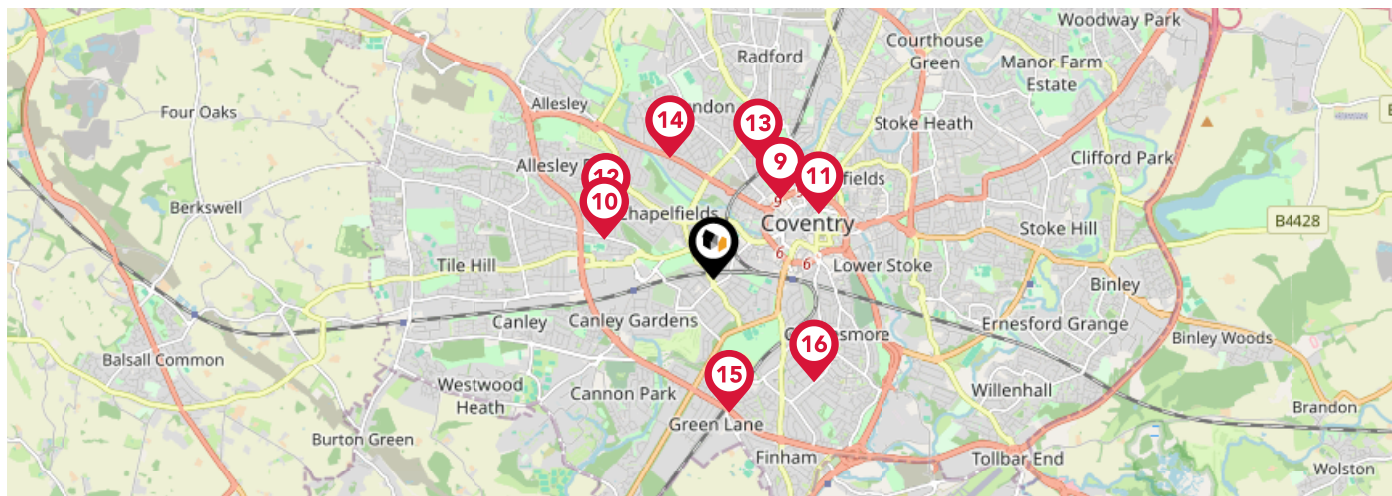 Woodway Park
Courthouse
Green
Radford
Manor Farm
Estate
Allesley
Four Oaks
14
13
Stoke Heath
Clifford Park
9
11
fields
12
10
Berkswell
Chapelfields
9
Coventry
B4428
Stoke Hill
6
6
Lower Stoke
Tile Hill
Binley
Canley
Canley Gardens
Ernesford Grange
Binley Woods
16
Balsall Common
15
Westwood
Heath
Cannon Park
Willenhall
Brandon
Green Lane
Burton Green
Finham
Tollbar End
Wolston